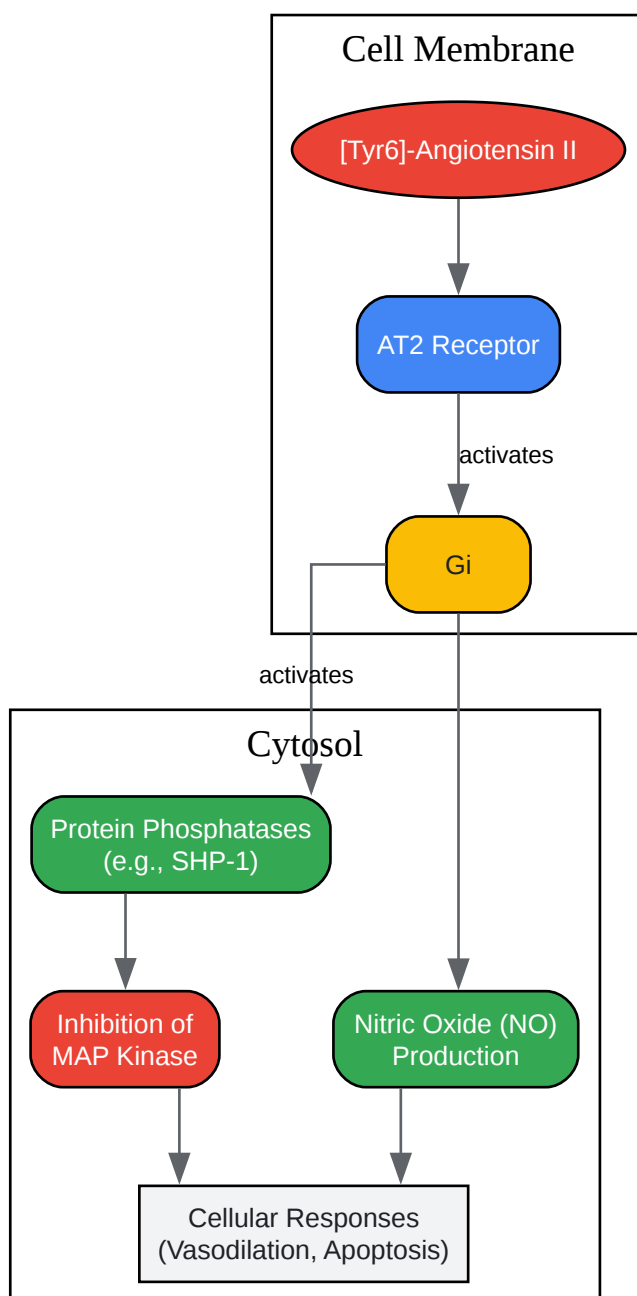 Cell Membrane
[Tyr6]-Angiotensin II
AT2 Receptor
activates
Gi
activates
Cytosol
Protein Phosphatases
(e.g., SHP-1)
Inhibition of
MAP Kinase
Nitric Oxide (NO)
Production
Cellular Responses
(Vasodilation, Apoptosis)